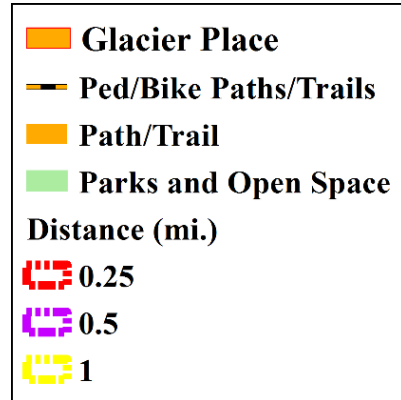 Glacier Place
Ped/Bike Paths/Trails
Path/Trail
Parks and Open Space
Distance (mi.)
0.25
0.5
1